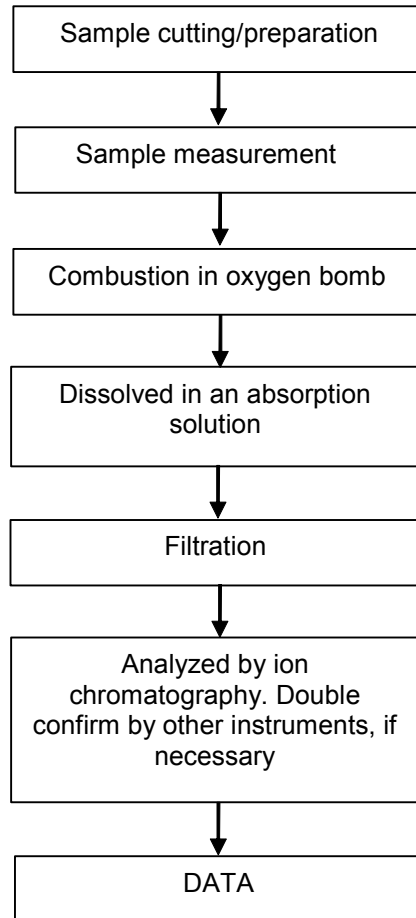 Sample cutting/preparation
Sample measurement
Combustion in oxygen bomb
Dissolved in an absorption
solution
Filtration
Analyzed by ion
chromatography. Double
confirm by other instruments, if
necessary
DATA